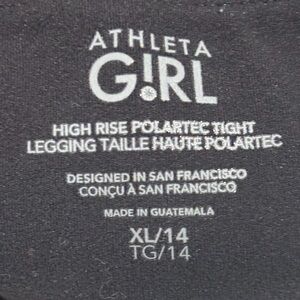 ATHLETA
G!RL
HIGH RISE POLARTEC TIGHT
LEGGING TAILLE HAUTE POLARTEC
DESIGNED IN SAN FRANCISCO
CONÇU À SAN FRANCISCO
MADE IN GUATEMALA
XL/14
TG/14